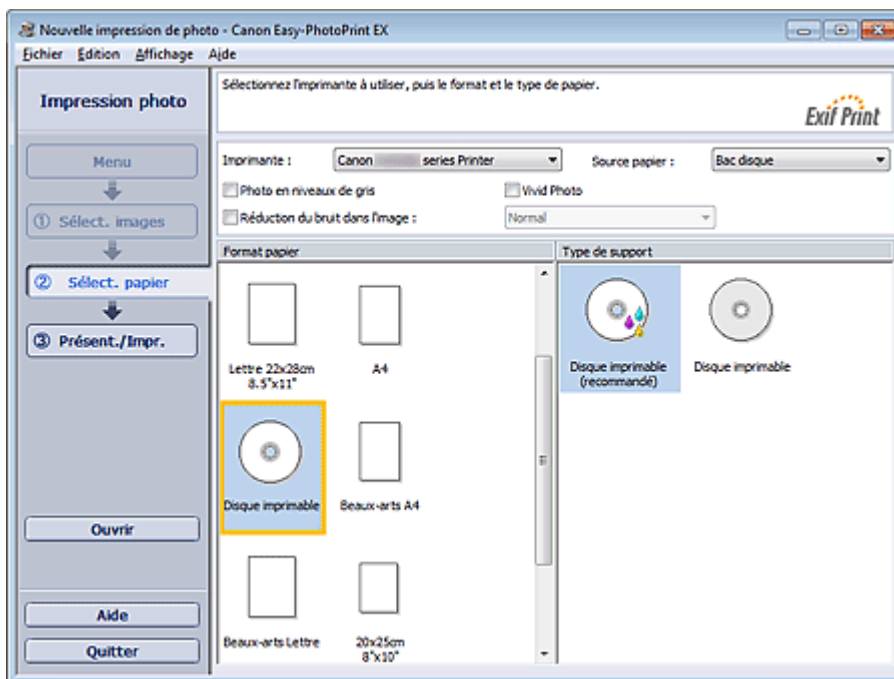 Nouvelle impression de photo - Canon Easy-PhotoPrint EX
Fichier Édition Affichage Aide
Impression photo
Sélectionnez l'imprimante à utiliser, puis le format et le type de papier.
Exif Print
Menu
① Sélect. images
② Sélect. papier
③ Présent./Impr.
Ouvrir
Aide
Quitter
Imprimante : Canon series Printer Source papier : Bac disque
Photo en niveaux de gris Vivid Photo
Réduction du bruit dans l'image : Normal
Format papier
Lettre 22x28cm
8.5"x11"
A4
Disque imprimable
Beaux-arts A4
Beaux-arts Lettre
20x25cm
8"x10"
Type de support
Disque imprimable
(recommandé)
Disque imprimable